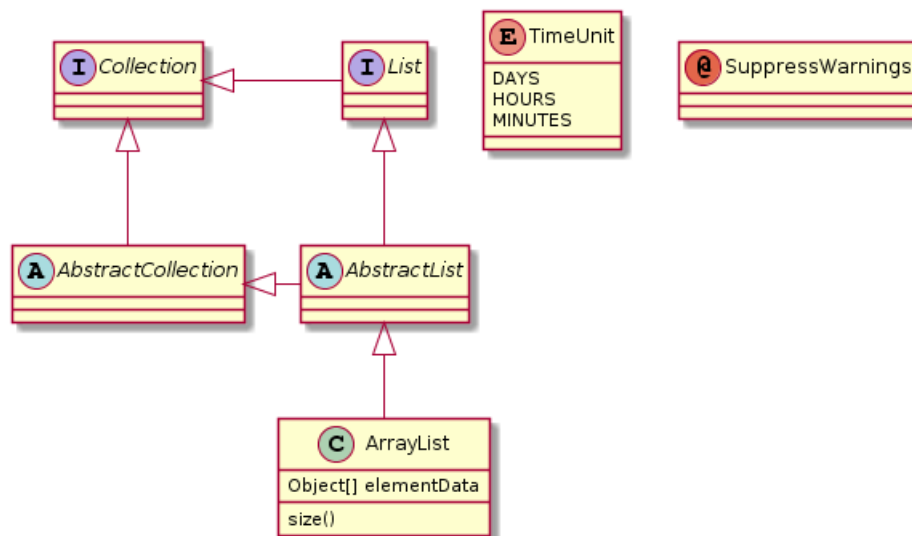 I Collection
I List
E TimeUnit
DAYS
HOURS
MINUTES
@ SuppressWarnings
A AbstractCollection
A AbstractList
C ArrayList
Object[] elementData
size()